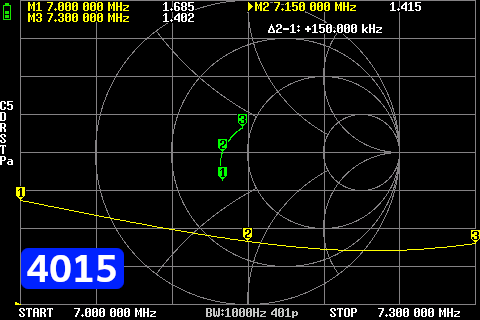 M1 7.000 000 MHz 1.685 ▶M2 7.150 000 MHz 1.415
M3 7.300 000 MHz 1.402
Δ2-1: +150.000 kHz
C5
D
R
S
T
Pa
3
2
1
1
2
3
4015
START 7.000 000 MHz BW:1000Hz 401p STOP 7.300 000 MHz